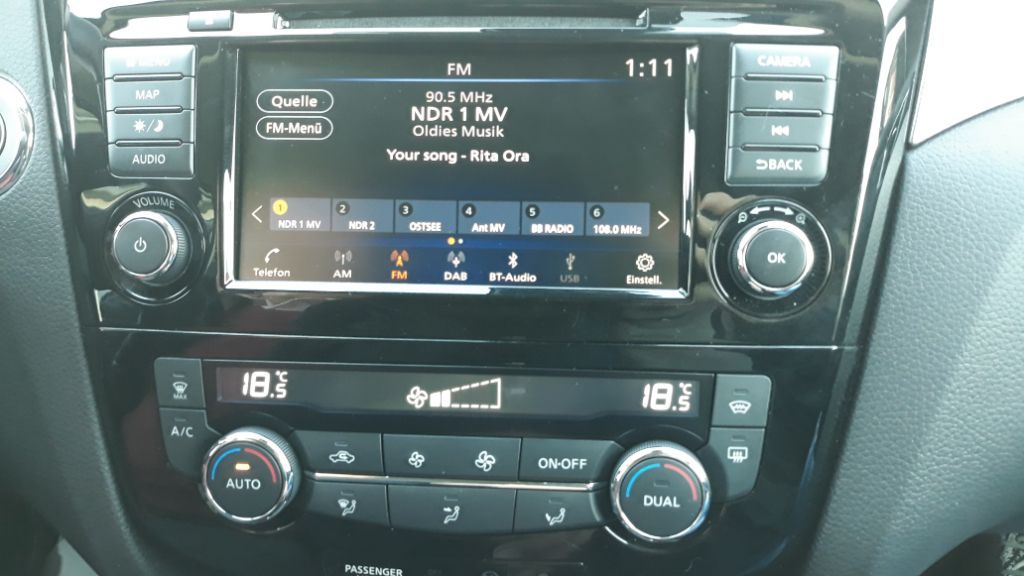 FM
1:11
MENU
MAP
AUDIO
VOLUME
Quelle
FM-Menü
90.5 MHz
NDR 1 MV
Oldies Musik
Your song - Rita Ora
1 NDR 1 MV
2 NDR 2
3 OSTSEE
4 Ant MV
5 BB RADIO
6 108.0 MHz
Telefon
AM
FM
DAB
BT-Audio
USB
Einstell.
CAMERA
BACK
OK
18.5 °C
18.5 °C
MAX
A/C
AUTO
ON·OFF
DUAL
PASSENGER